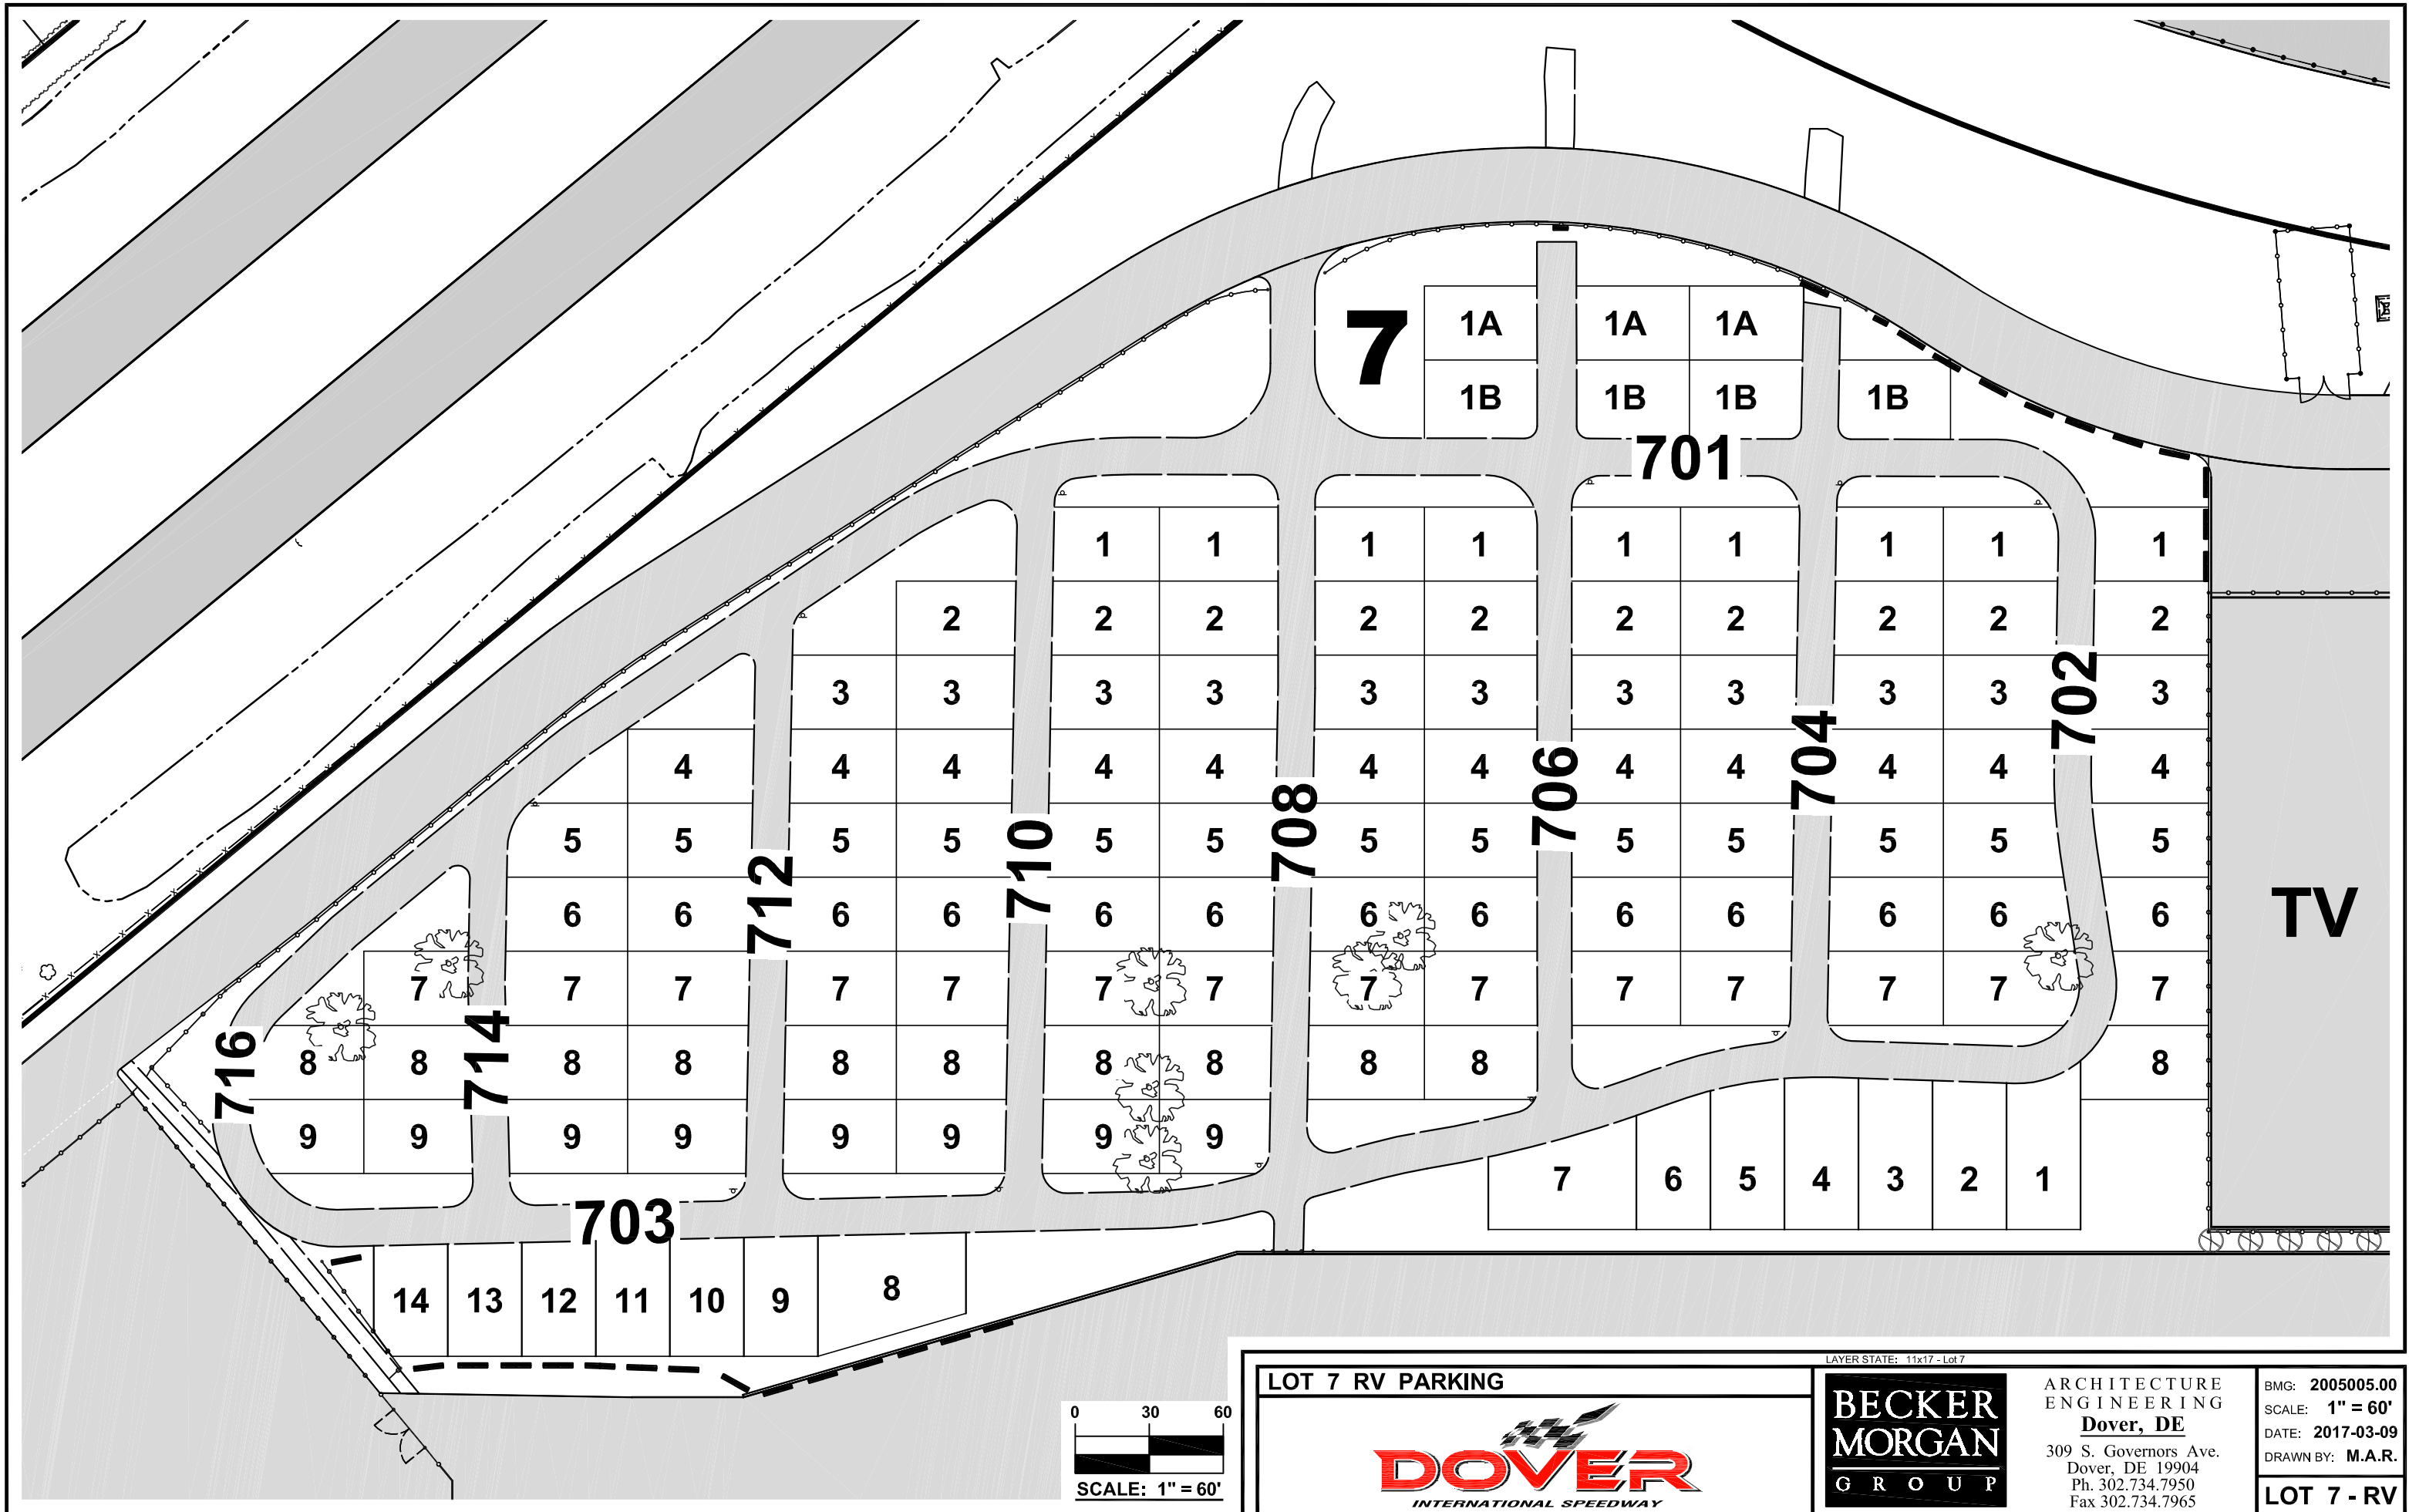 7 1A 1A 1A
1B 1B 1B 1B
701
1 1 1 1 1 1 1 1 1
2 2 2 2 2 2 2 2 2 2
3 3 3 3 3 3 3 3 3 3 3
702
4 4 4 4 4 4 4 4 4 4 4 4
704
706
708
5 5 5 5 5 5 5 5 5 5 5 5 5
710
712
6 6 6 6 6 6 6 6 6 6 6 6 6
TV
7 7 7 7 7 7 7 7 7 7 7 7 7 7
714
716
8 8 8 8 8 8 8 8 8 8 8
9 9 9 9 9 9 9 9
7 6 5 4 3 2 1
703
14 13 12 11 10 9 8
0 30 60
SCALE: 1" = 60'
LAYER STATE: 11x17 - Lot 7
LOT 7 RV PARKING
DOVER
INTERNATIONAL SPEEDWAY
BECKER
MORGAN
GROUP
ARCHITECTURE
ENGINEERING
Dover, DE
309 S. Governors Ave.
Dover, DE 19904
Ph. 302.734.7950
Fax 302.734.7965
BMG: 2005005.00
SCALE: 1" = 60'
DATE: 2017-03-09
DRAWN BY: M.A.R.
LOT 7 - RV